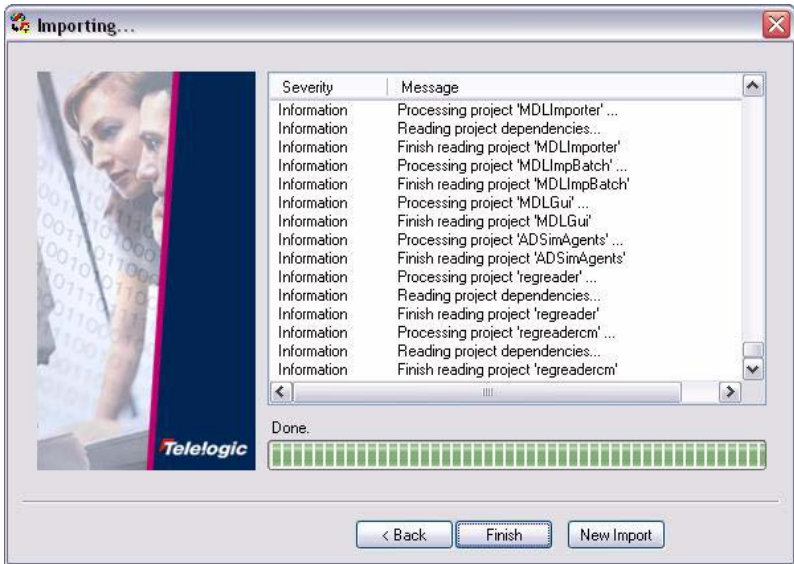 Importing...
Severity Message
Information Processing project 'MDLImporter' ...
Information Reading project dependencies...
Information Finish reading project 'MDLImporter'
Information Processing project 'MDLImpBatch' ...
Information Finish reading project 'MDLImpBatch'
Information Processing project 'MDLGui' ...
Information Finish reading project 'MDLGui'
Information Processing project 'ADSimAgents' ...
Information Finish reading project 'ADSimAgents'
Information Processing project 'regreader' ...
Information Reading project dependencies...
Information Finish reading project 'regreader'
Information Processing project 'regreadercm' ...
Information Reading project dependencies...
Information Finish reading project 'regreadercm'
Telelogic
Done.
< Back Finish New Import